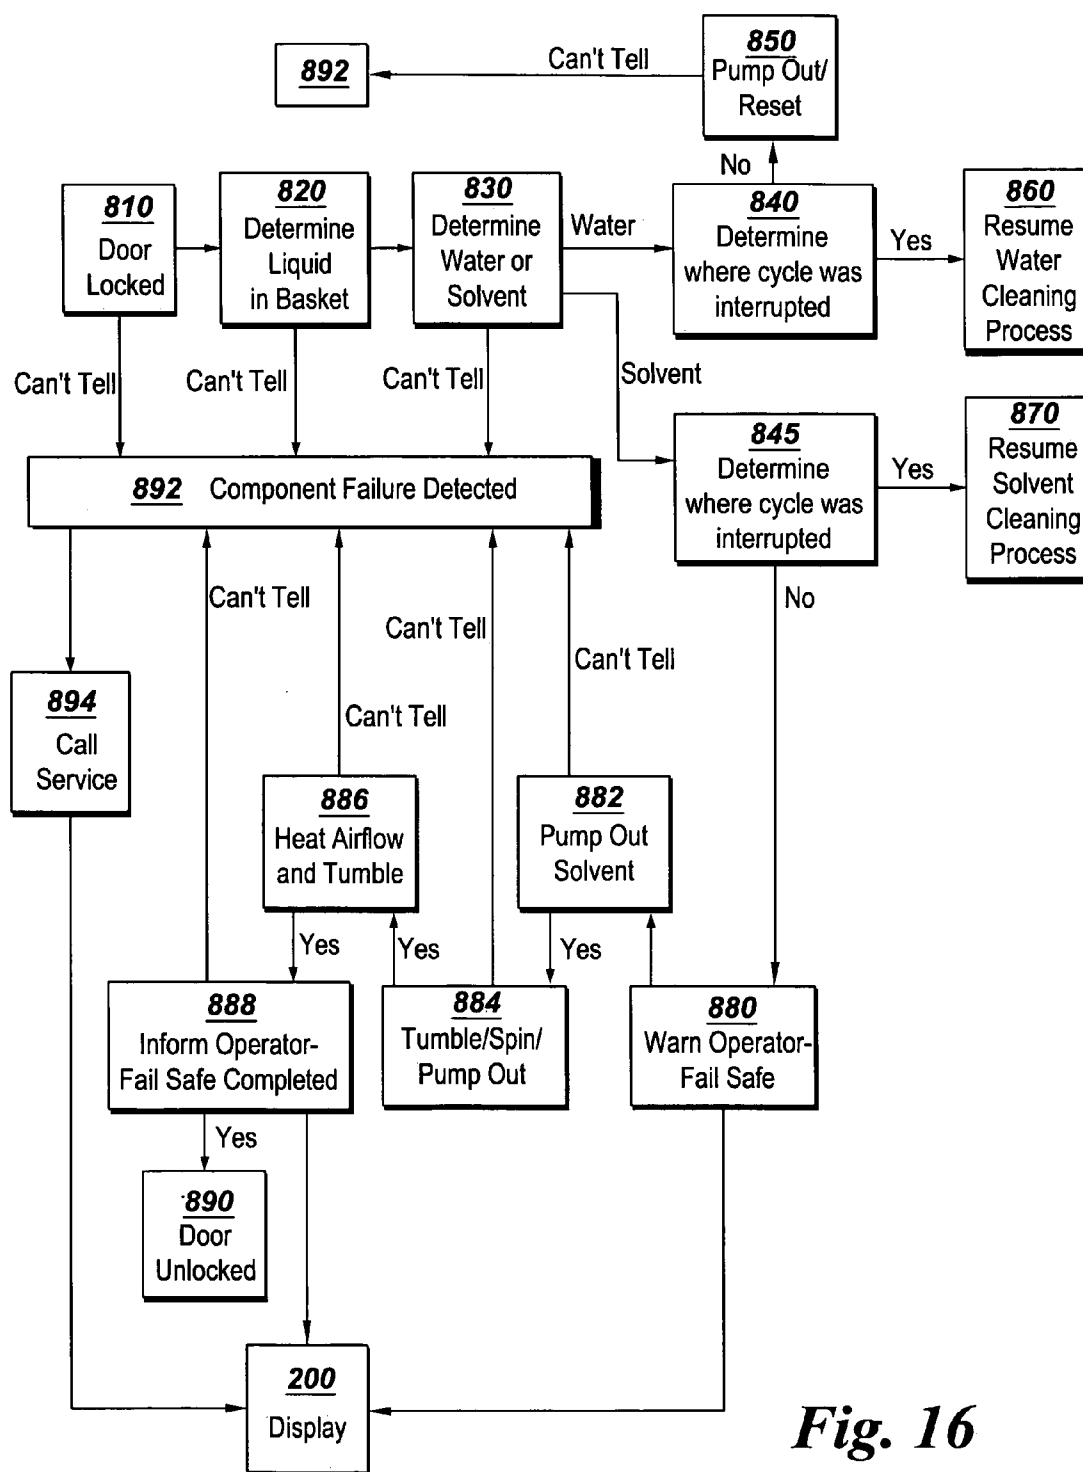 850
Pump Out/
Reset
Can't Tell
892
No
810
Door
Locked
820
Determine
Liquid
in Basket
830
Determine
Water or
Solvent
Water
840
Determine
where cycle was
interrupted
Yes
860
Resume
Water
Cleaning
Process
Can't Tell
Can't Tell
Can't Tell
Solvent
845
Determine
where cycle was
interrupted
Yes
870
Resume
Solvent
Cleaning
Process
892 Component Failure Detected
No
Can't Tell
Can't Tell
Can't Tell
Can't Tell
894
Call
Service
886
Heat Airflow
and Tumble
882
Pump Out
Solvent
Yes
Yes
Yes
888
Inform Operator-
Fail Safe Completed
884
Tumble/Spin/
Pump Out
880
Warn Operator-
Fail Safe
Yes
890
Door
Unlocked
200
Display
Fig. 16